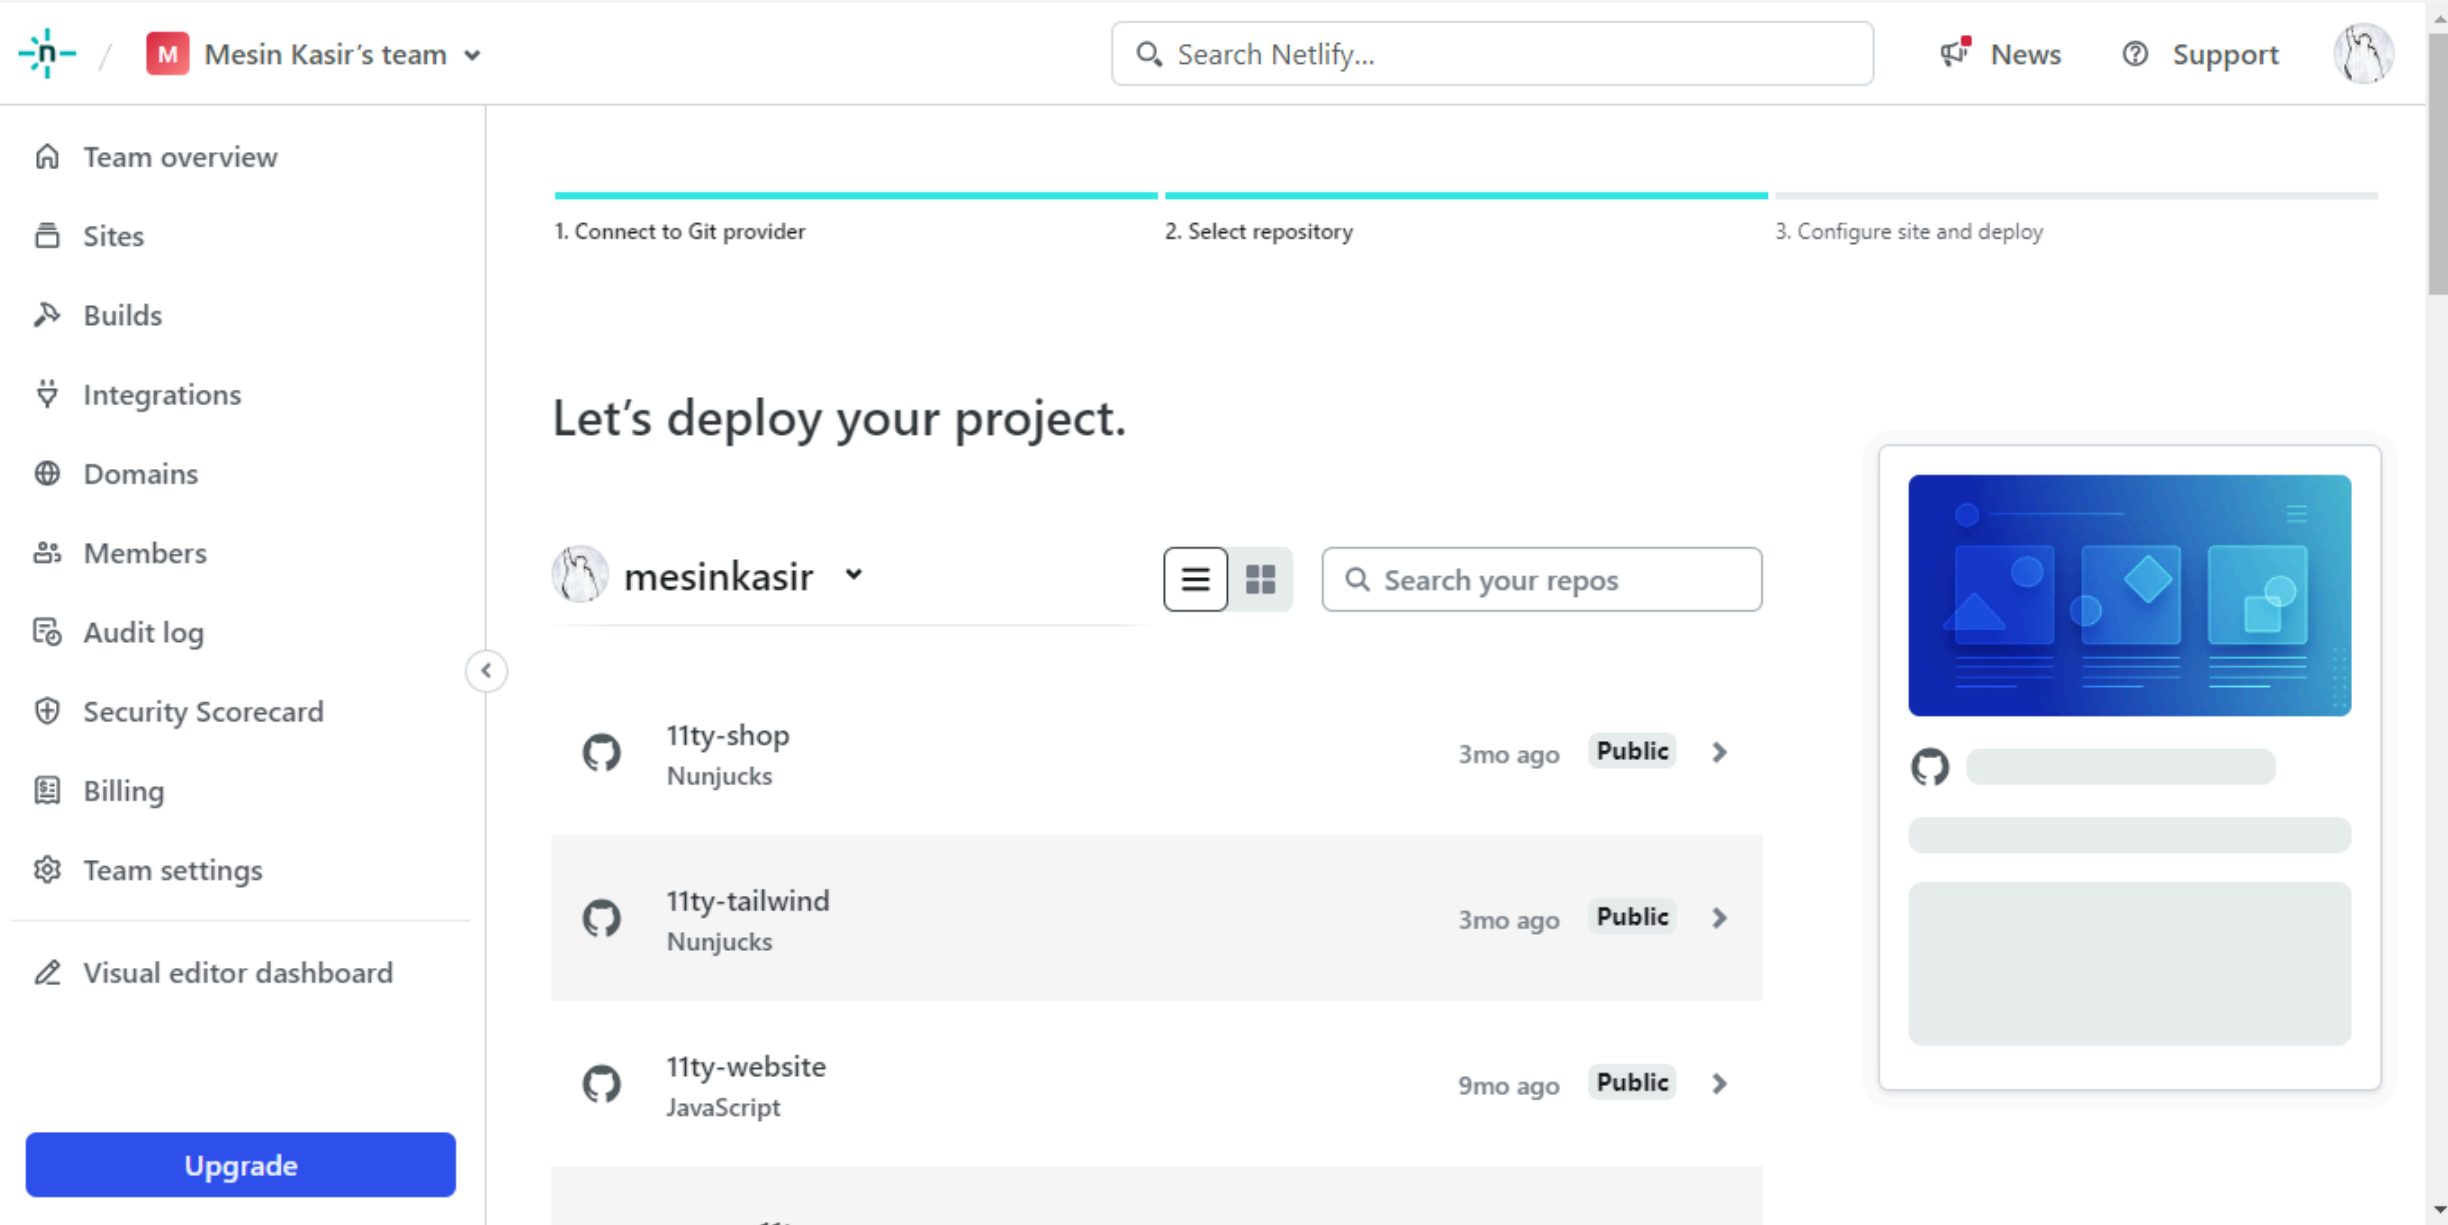 n / M Mesin Kasir’s team
Search Netlify...
News
Support
Team overview
Sites
Builds
Integrations
Domains
Members
Audit log
Security Scorecard
Billing
Team settings
Visual editor dashboard
Upgrade
1. Connect to Git provider
2. Select repository
3. Configure site and deploy
Let’s deploy your project.
mesinkasir
Search your repos
11ty-shop
Nunjucks
3mo ago
Public
11ty-tailwind
Nunjucks
3mo ago
Public
11ty-website
JavaScript
9mo ago
Public